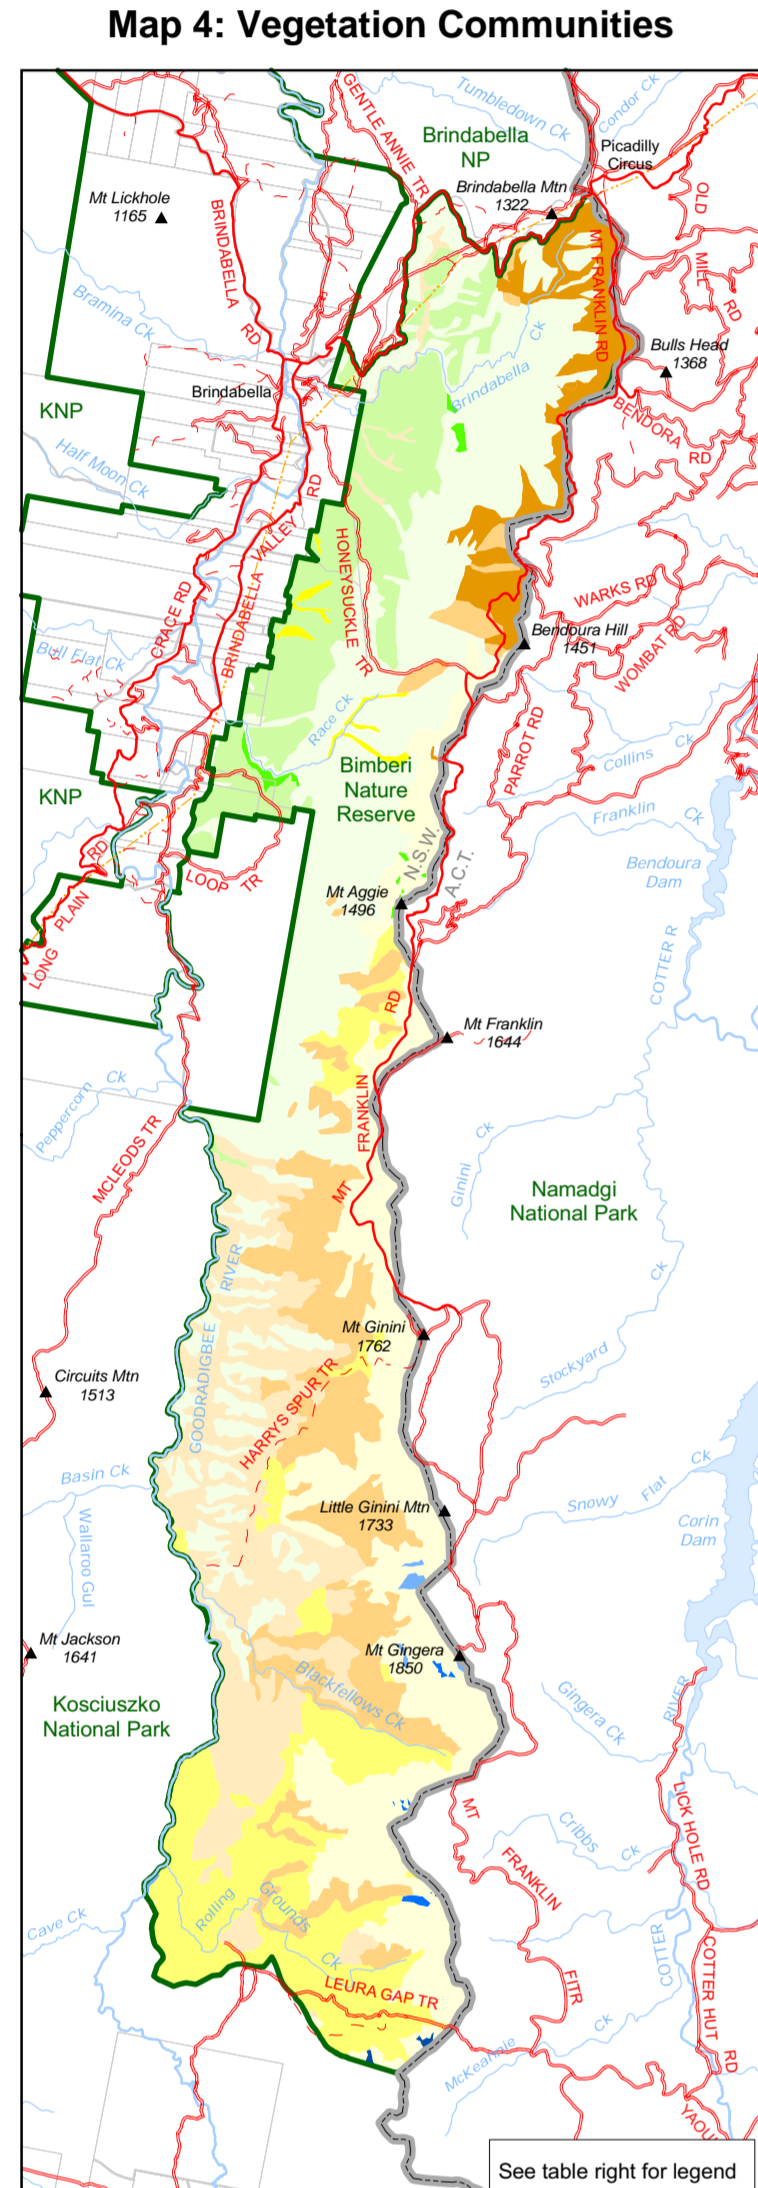 Map 4: Vegetation Communities
GENTLE ANNIE TR
Tumbledown Ck
Condor Ck
Brindabella
NP
Picadilly
Circus
Brindabella Mtn
1322
Mt Lickhole
1165
BRINDABELLA
RD
OLD
MILL
RD
MT FRANKLIN RD
Bramina Ck
Brindabella
Ck
Bulls Head
1368
Brindabella
KNP
BENDORA
RD
Half Moon Ck
RD
VALLEY
BRINDABELLA
HONEYSUCKLE
TR
CRACE RD
WARKS RD
Bendoura Hill
1451
WOMBAT RD
Bull Flat Ck
Race Ck
PARROT RD
Collins
Ck
KNP
Bimberi
Nature
Reserve
Franklin
Ck
N.S.W.
A.C.T.
Bendoura
Dam
RD
LOOP
TR
Mt Aggie
1496
PLAIN
LONG
COTTER R
RD
Mt Franklin
1644
Peppercorn
Ck
FRANKLIN
MCLEODS TR
Ginini
Ck
MT
Namadgi
National Park
RIVER
Ck
Mt Ginini
1762
GOODRADIGBEE
Stockyard
Circuits Mtn
1513
HARRYS SPUR TR
Basin Ck
Ck
Flat
Snowy
Little Ginini Mtn
1733
Wallaroo Gul
Corin
Dam
Mt Jackson
1641
Mt Gingera
1850
Blackfellows Ck
Gingera Ck
RIVER
Kosciuszko
National Park
MT
LICK HOLE RD
Cribbs
Ck
FRANKLIN
Rolling
Grounds
Ck
Cave Ck
COTTER
COTTER HUT
RD
FITR
LEURA GAP TR
Ck
McKeahnie
YAOU
See table right for legend